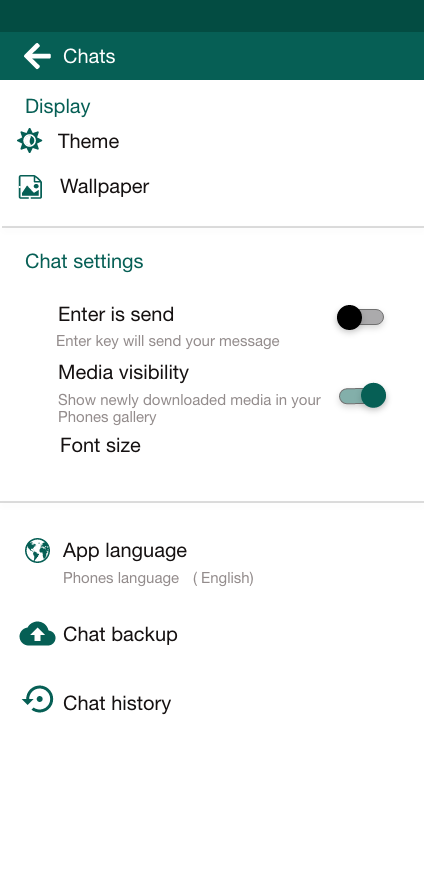 Chats
Display
Theme
Wallpaper
Chat settings
Enter is send
Enter key will send your message
Media visibility
Show newly downloaded media in your
Phones gallery
Font size
App language
Phones language ( English)
Chat backup
Chat history